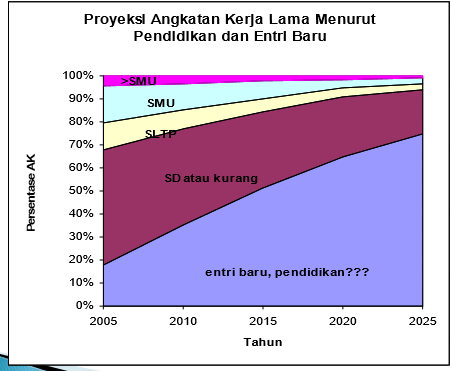 Proyeksi Angkatan Kerja Lama Menurut
Pendidikan dan Entri Baru
100%
90%
80%
70%
60%
50%
40%
30%
20%
10%
0%
Persentase AK
>SMU
SMU
SLTP
SD atau kurang
entri baru, pendidikan???
2005
2010
2015
2020
2025
Tahun